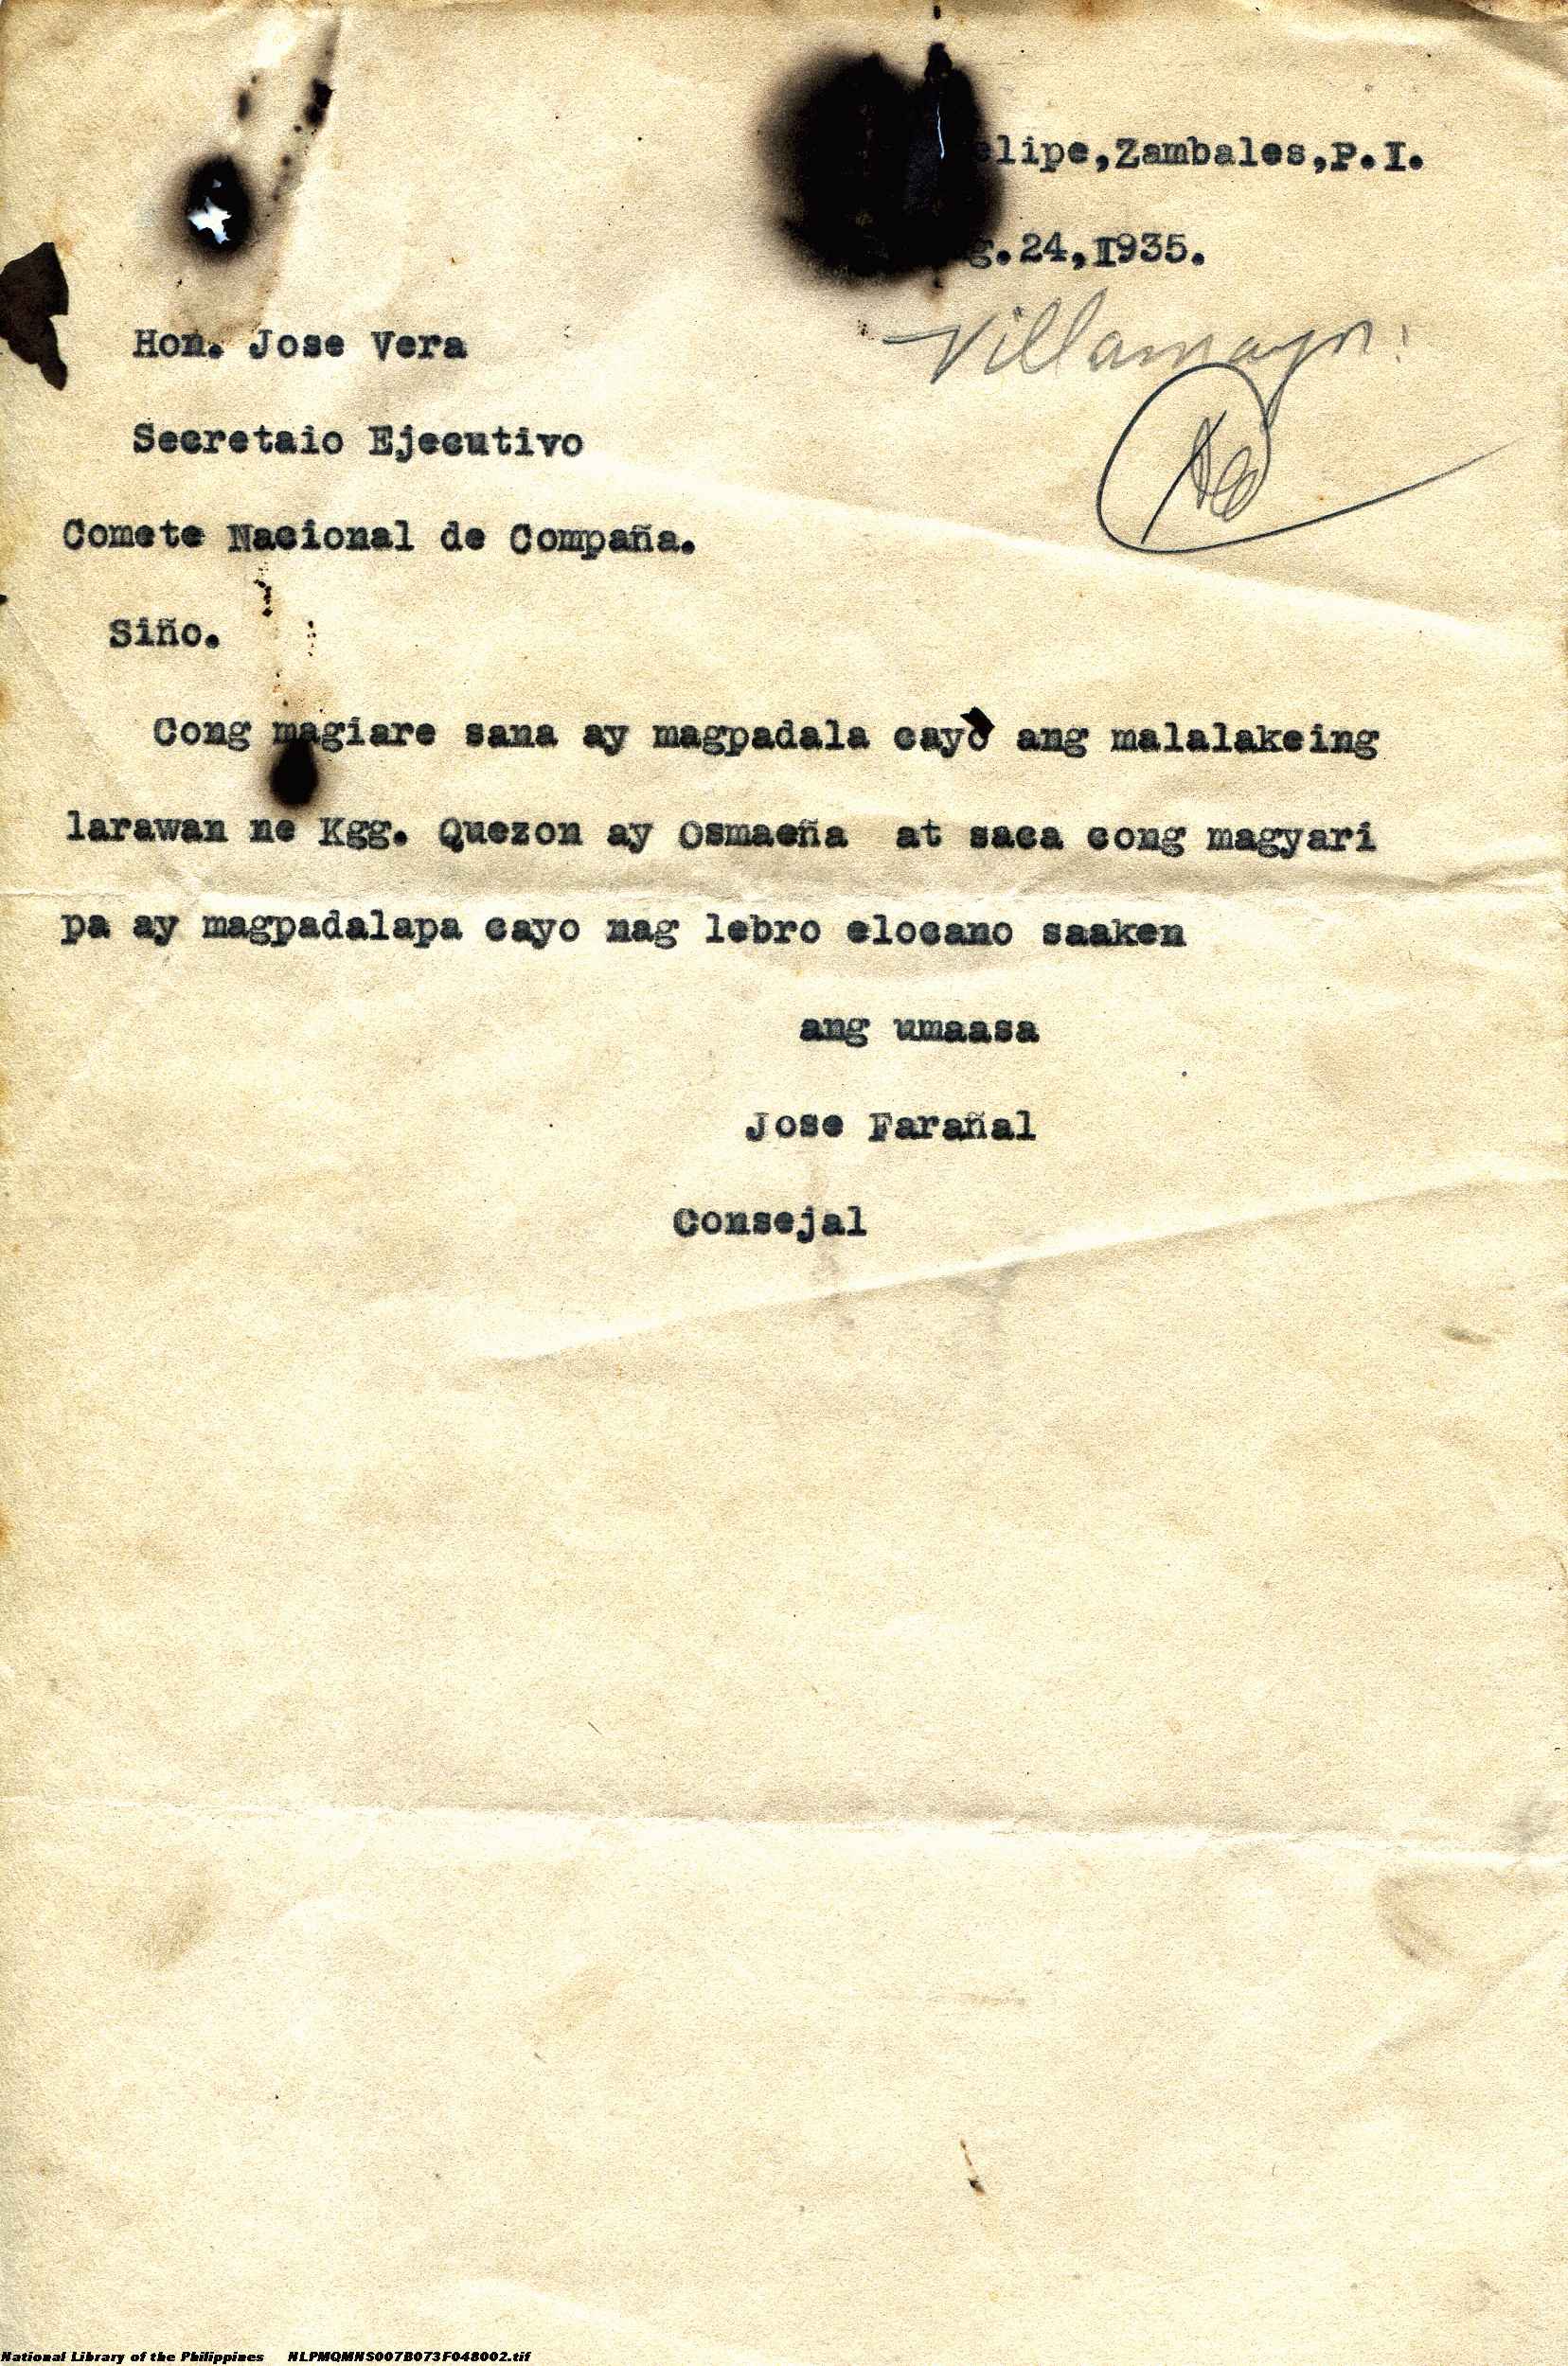 elipe,Zambales,P.I.
g.24,I935.
Villamayor:
Hon. Jose Vera
Secretaio Ejecutivo
Comete Nacional de Compaña.
Siño.
Cong magiare sana ay magpadala cayo ang malalakeing
larawan ne Kgg. Quezon ay Osmaeña at saca cong magyari
pa ay magpadalapa cayo nag lebro elocano saaken
ang umaasa
Jose Farañal
Consejal
National Library of the Philippines NLPMQMNS007B073F048002.tif